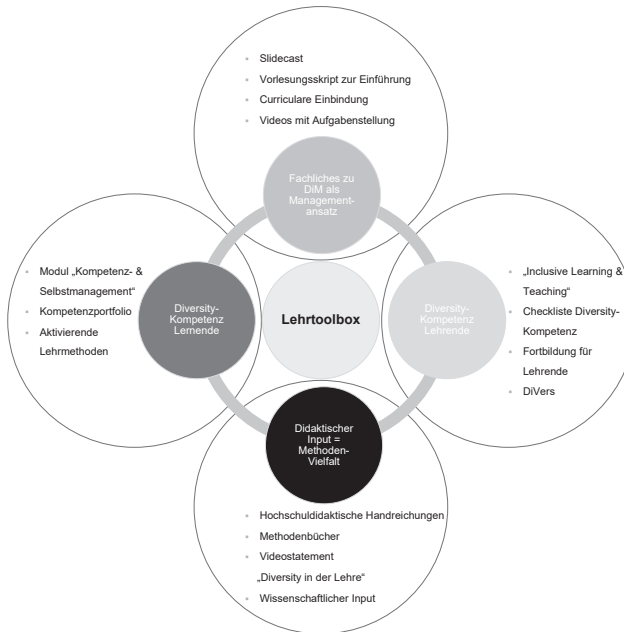 Slidecast
Vorlesungsskript zur Einführung
Curriculare Einbindung
Videos mit Aufgabenstellung
Fachliches zu
DiM als
Management-
ansatz
Modul „Kompetenz- &
Selbstmanagement“
Kompetenzportfolio
Aktivierende
Lehrmethoden
Diversity-
Kompetenz
Lernende
Lehrtoolbox
Diversity-
Kompetenz
Lehrende
„Inclusive Learning &
Teaching“
Checkliste Diversity-
Kompetenz
Fortbildung für
Lehrende
DiVers
Didaktischer
Input =
Methoden-
Vielfalt
Hochschuldidaktische Handreichungen
Methodenbücher
Videostatement
„Diversity in der Lehre“
Wissenschaftlicher Input